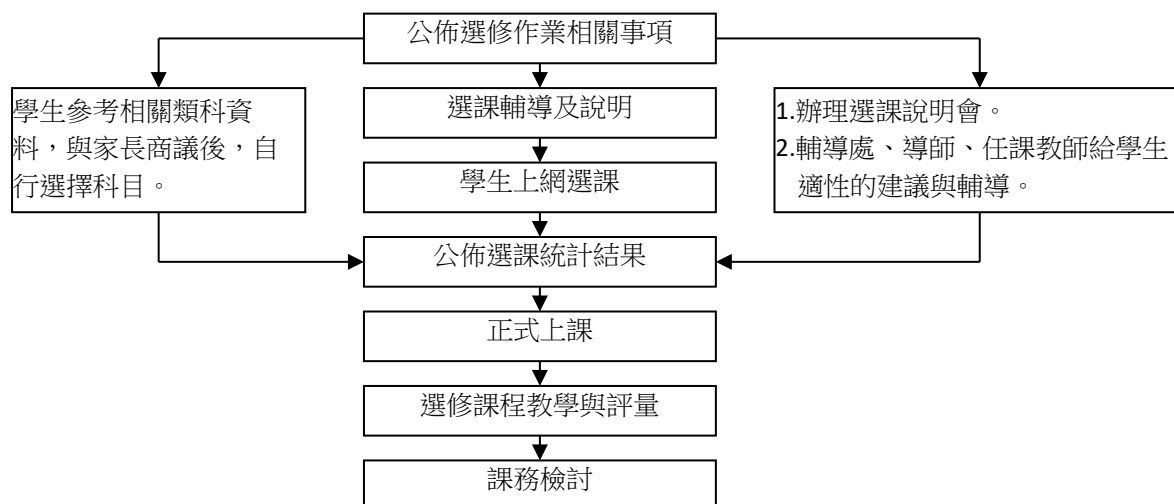 公佈選修作業相關事項
學生參考相關類科資
料，與家長商議後，自
行選擇科目。
選課輔導及說明
學生上網選課
1.辦理選課說明會。
2.輔導處、導師、任課教師給學生
適性的建議與輔導。
公佈選課統計結果
正式上課
選修課程教學與評量
課務檢討